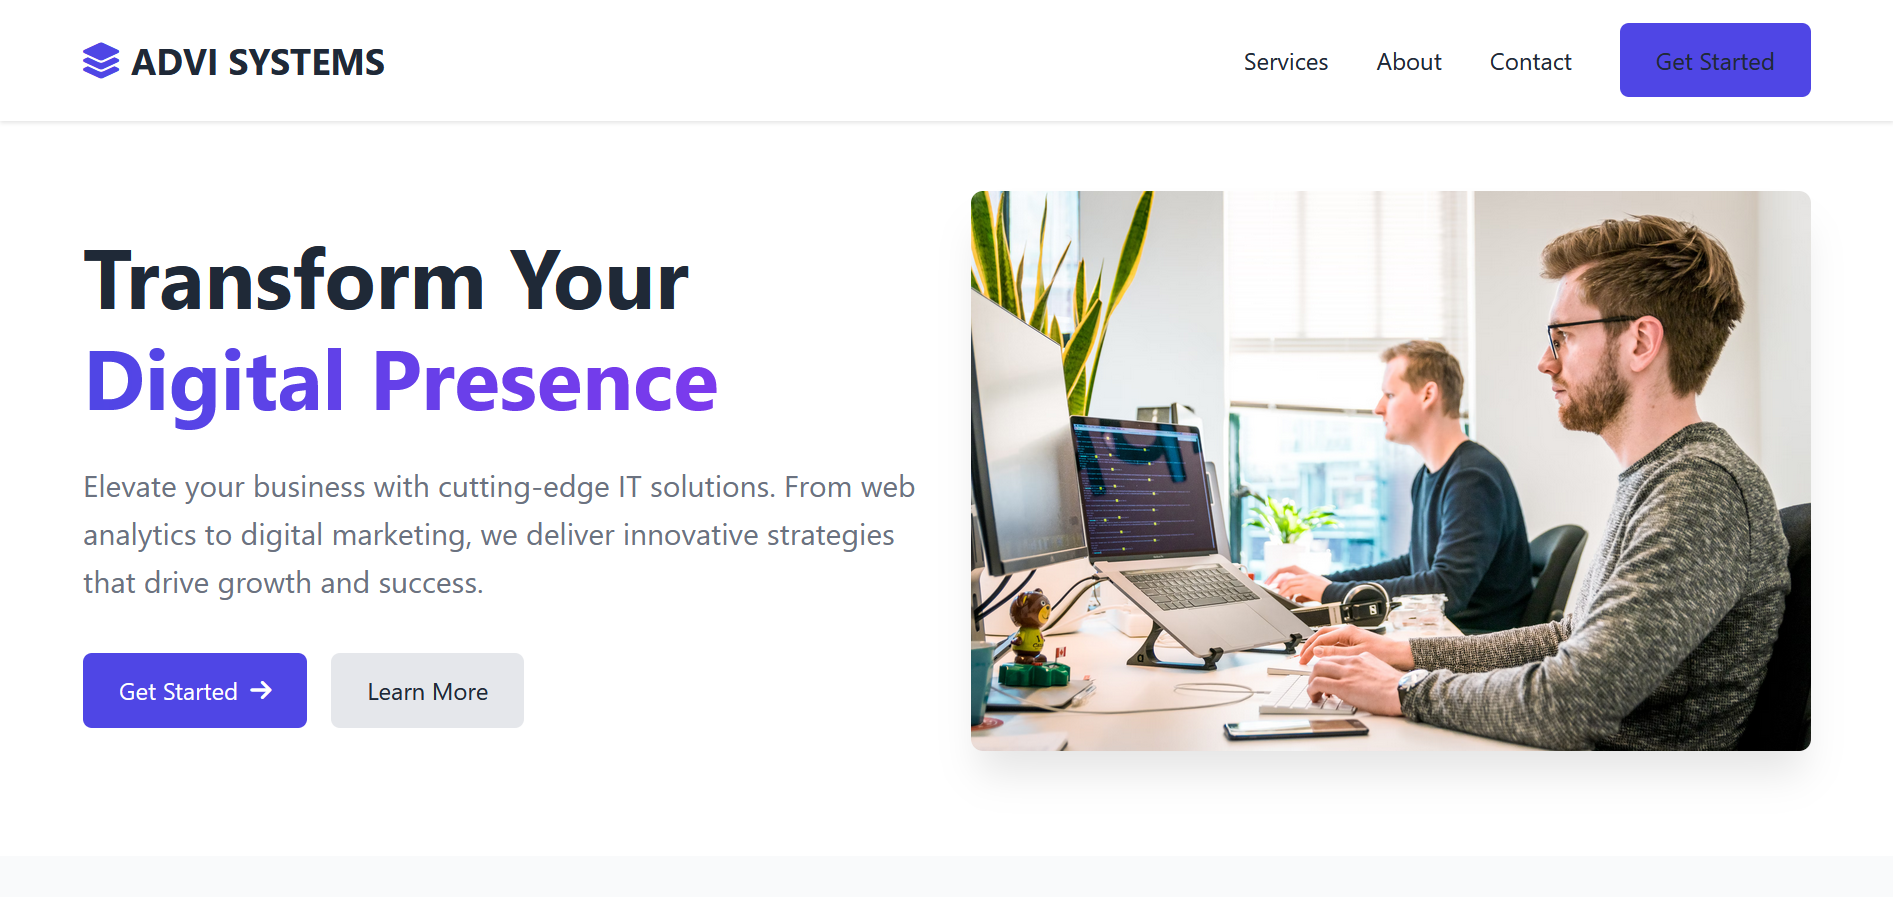 ADVI SYSTEMS
Services
About
Contact
Get Started
Transform Your
Digital Presence
Elevate your business with cutting-edge IT solutions. From web
analytics to digital marketing, we deliver innovative strategies
that drive growth and success.
Get Started
Learn More